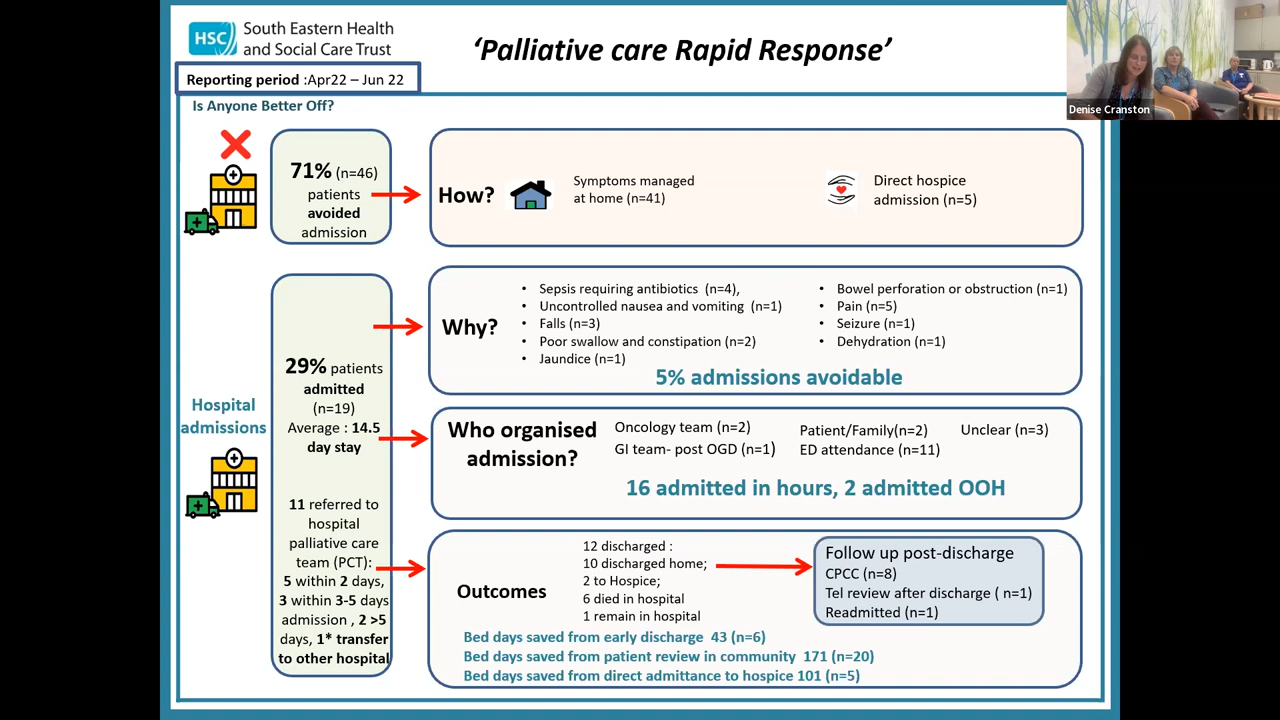 HSC
South Eastern Health
and Social Care Trust
‘Palliative care Rapid Response’
Denise Cranston
Reporting period :Apr22 – Jun 22
Is Anyone Better Off?
71% (n=46)
patients
avoided
admission
How?
Symptoms managed
at home (n=41)
Direct hospice
admission (n=5)
Hospital
admissions
29% patients
admitted
(n=19)
Average : 14.5
day stay
11 referred to
hospital
palliative care
team (PCT):
5 within 2 days,
3 within 3-5 days
admission , 2 >5
days, 1* transfer
to other hospital
Why?
• Sepsis requiring antibiotics (n=4),
• Uncontrolled nausea and vomiting (n=1)
• Falls (n=3)
• Poor swallow and constipation (n=2)
• Jaundice (n=1)
• Bowel perforation or obstruction (n=1)
• Pain (n=5)
• Seizure (n=1)
• Dehydration (n=1)
5% admissions avoidable
Who organised
admission?
Oncology team (n=2)
GI team- post OGD (n=1)
Patient/Family(n=2)
ED attendance (n=11)
Unclear (n=3)
16 admitted in hours, 2 admitted OOH
Outcomes
12 discharged :
10 discharged home;
2 to Hospice;
6 died in hospital
1 remain in hospital
Follow up post-discharge
CPCC (n=8)
Tel review after discharge ( n=1)
Readmitted (n=1)
Bed days saved from early discharge 43 (n=6)
Bed days saved from patient review in community 171 (n=20)
Bed days saved from direct admittance to hospice 101 (n=5)